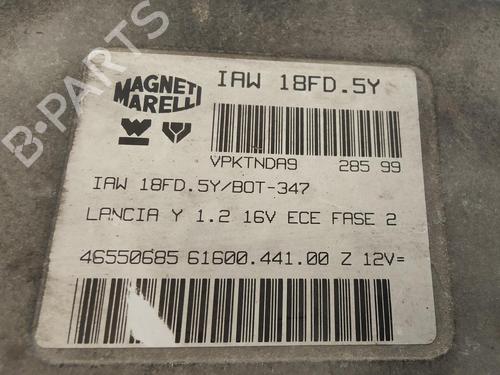 MAGNETI
MARELLI
IAW 18FD.5Y
VPKTNDA9 285 99
IAW 18FD.5Y/BOT-347
LANCIA Y 1.2 16V ECE FASE 2
46550685 61600.441.00 Z 12V=
B-PARTS